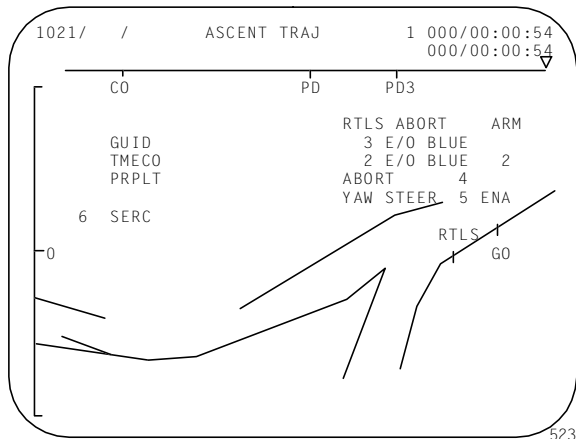 1021/ / ASCENT TRAJ 1 000/00:00:54
000/00:00:54
CO PD PD3
RTLS ABORT ARM
GUID 3 E/O BLUE
TMECO 2 E/O BLUE 2
PRPLT ABORT 4
YAW STEER 5 ENA
6 SERC
RTLS
0 GO
523